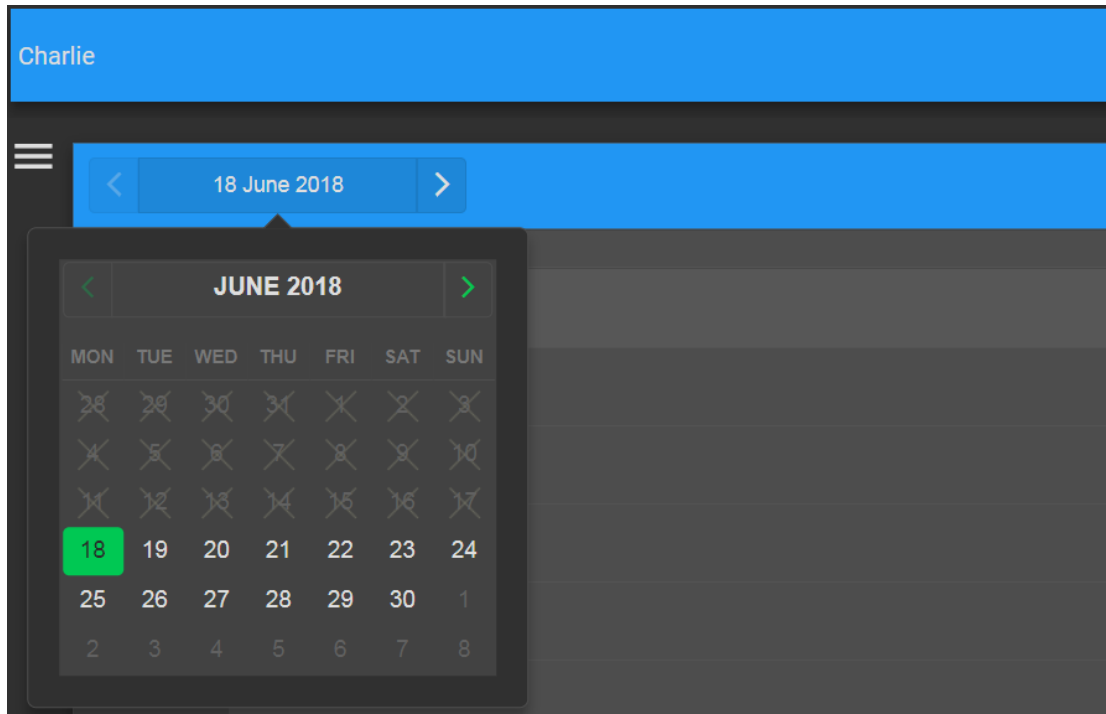 Charlie
18 June 2018
JUNE 2018
MON TUE WED THU FRI SAT SUN
28 29 30 31 1 2 3
4 5 6 7 8 9 10
11 12 13 14 15 16 17
18 19 20 21 22 23 24
25 26 27 28 29 30 1
2 3 4 5 6 7 8